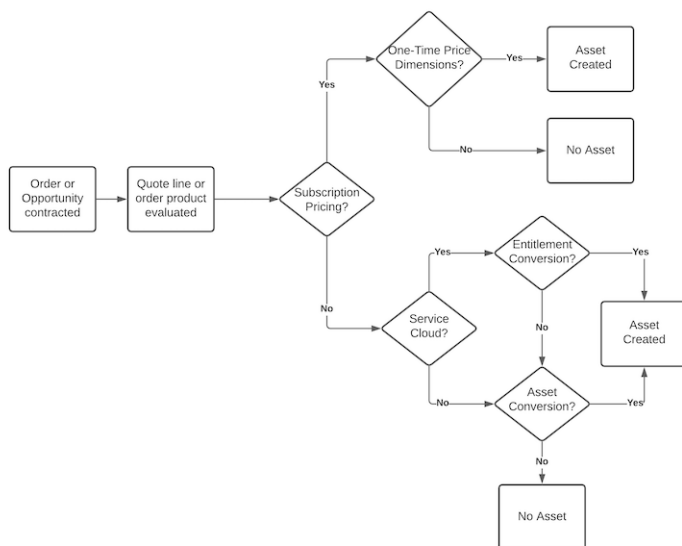 One-Time Price
Dimensions?
Yes
Asset
Created
Yes
No
No Asset
Order or
Opportunity
contracted
Quote line or
order product
evaluated
Subscription
Pricing?
No
Service
Cloud?
Yes
Entitlement
Conversion?
Yes
No
Asset
Created
No
Asset
Conversion?
Yes
No
No Asset